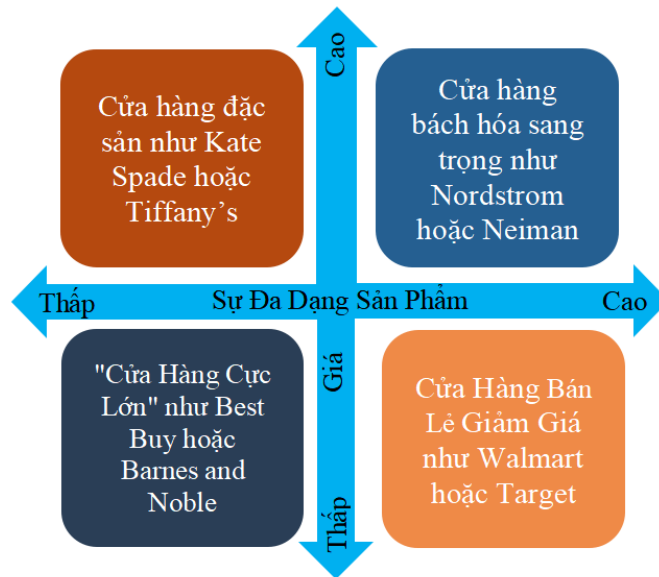 Cao
Cửa hàng đặc
sản như Kate
Spade hoặc
Tiffany’s
Cửa hàng
bách hóa sang
trọng như
Nordstrom
hoặc Neiman
Thấp
Sự Đa Dạng Sản Phẩm
Cao
"Cửa Hàng Cực
Lớn" như Best
Buy hoặc
Barnes and
Noble
Giá
Cửa Hàng Bán
Lẻ Giảm Giá
như Walmart
hoặc Target
Thấp